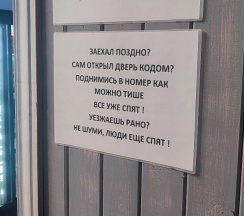 ЗАЕХАЛ ПОЗДНО?
САМ ОТКРЫЛ ДВЕРЬ КОДОМ?
ПОДНИМИСЬ В НОМЕР КАК
МОЖНО ТИШЕ
ВСЕ УЖЕ СПЯТ !
УЕЗЖАЕШЬ РАНО?
НЕ ШУМИ, ЛЮДИ ЕЩЕ СПЯТ !